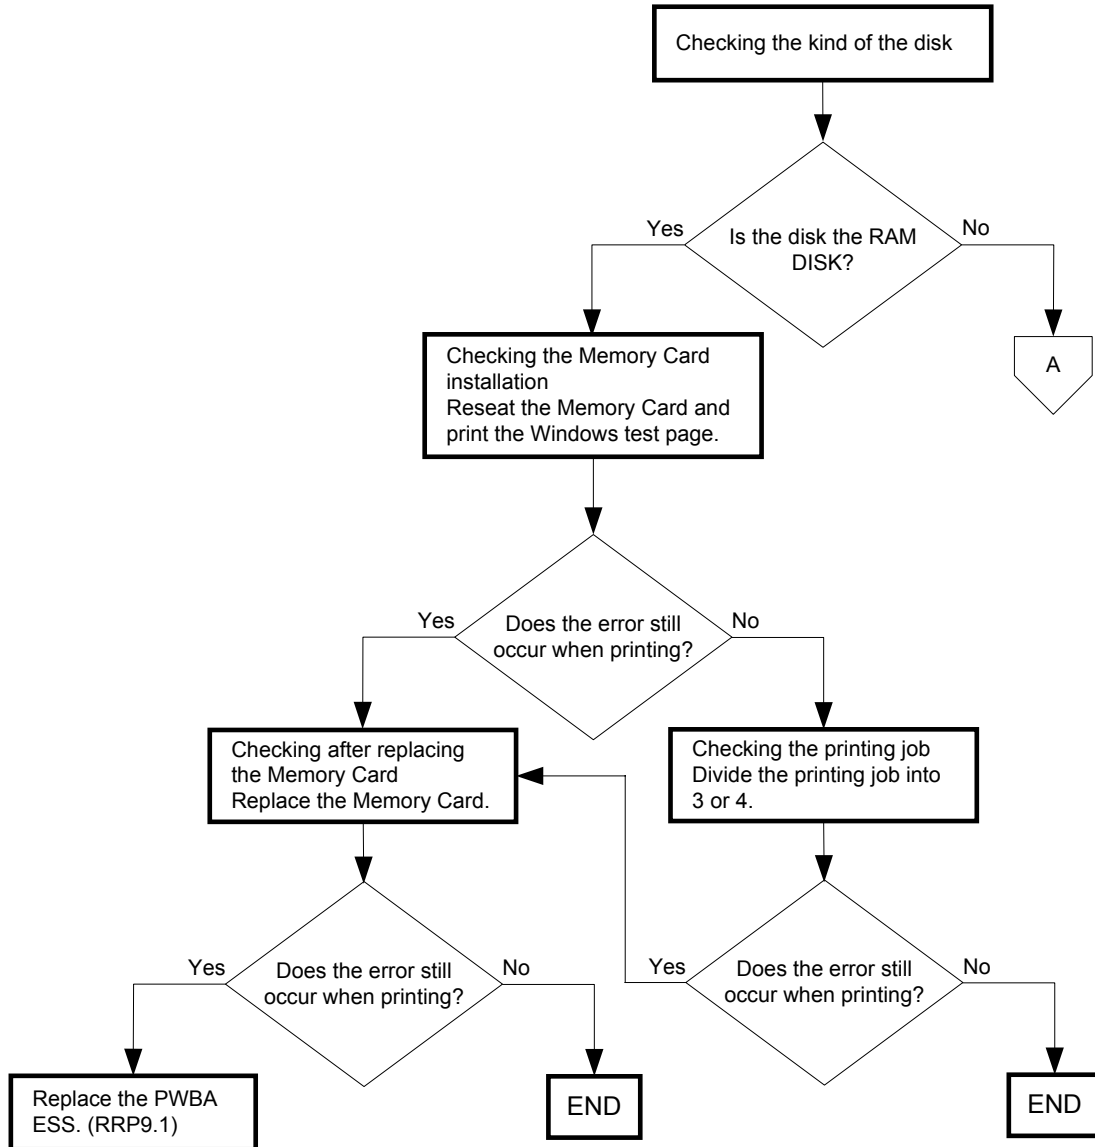 Checking the kind of the disk
Yes
No
Is the disk the RAM
DISK?
A
Checking the Memory Card
installation
Reseat the Memory Card and
print the Windows test page.
Yes
No
Does the error still
occur when printing?
Checking after replacing
the Memory Card
Replace the Memory Card.
Checking the printing job
Divide the printing job into
3 or 4.
Yes
No
Does the error still
occur when printing?
Yes
No
Does the error still
occur when printing?
Replace the PWBA
ESS. (RRP9.1)
END
END